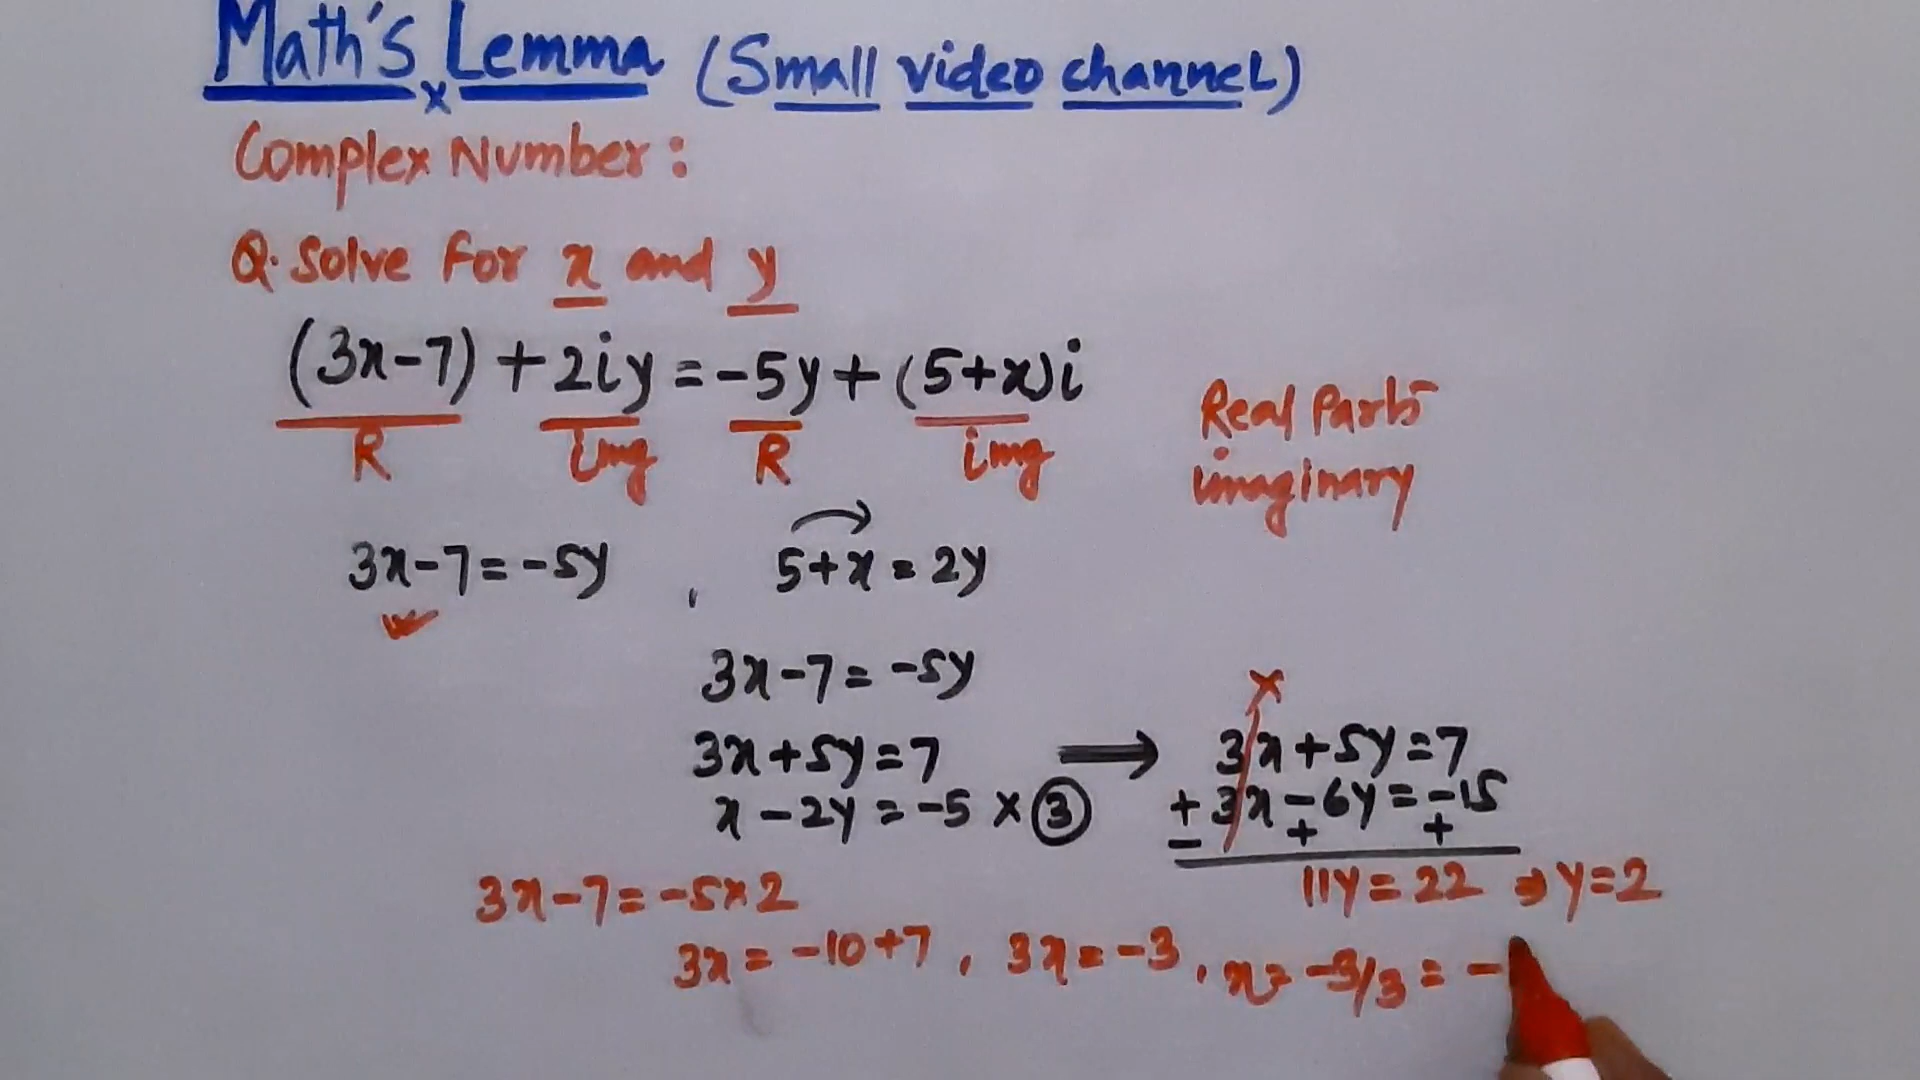 Math's Lemma (Small video channel)
x
Complex Number:
Q. Solve for x and y
(3x-7) + 2iy = -5y + (5+x)i
R img R img
Real Parts
imaginary
3x-7 = -5y , 5+x = 2y
3x-7 = -5y
3x+5y=7 ⟶ 3x+5y=7
x-2y = -5 × 3 + 3x-6y = -15
x
- + +
3x-7 = -5×2 11y = 22 ⇒ y=2
3x = -10+7 , 3x = -3 , x = -3/3 = -